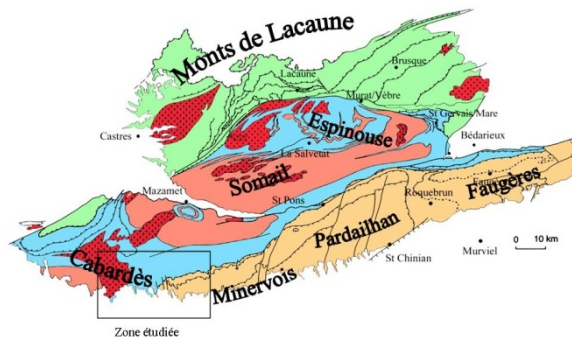 Monts de Lacaune
Brusque
Lacaune
Murat/Vèbre
St Gervais/Mare
Castres
Espinouse
Bédarieux
La Salvetat
Somail
Mazamet
Faugères
St Pons
Roquebrun
Pardailhan
Cabardès
Minervois
St Chinian
Murviel
0 10 km
Zone étudiée